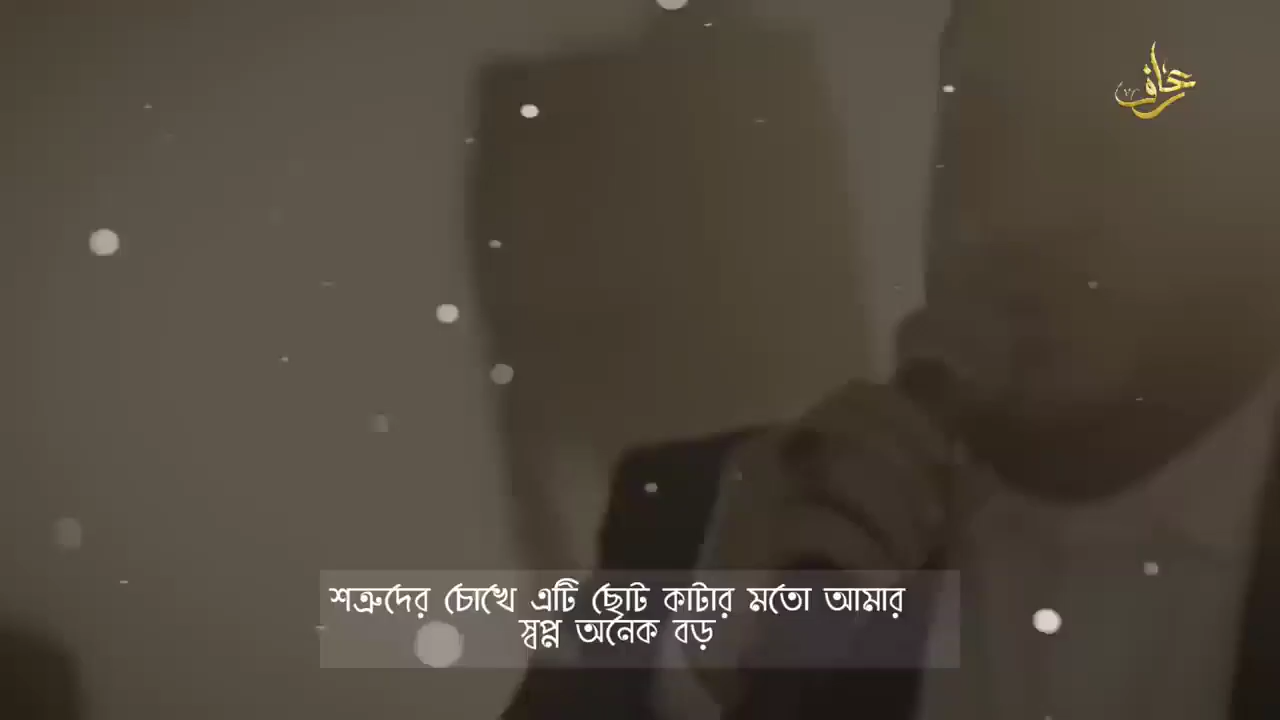 শত্রুদের চোখে এটি ছোট কাটার মতো আমার
স্বপ্ন অনেক বড়